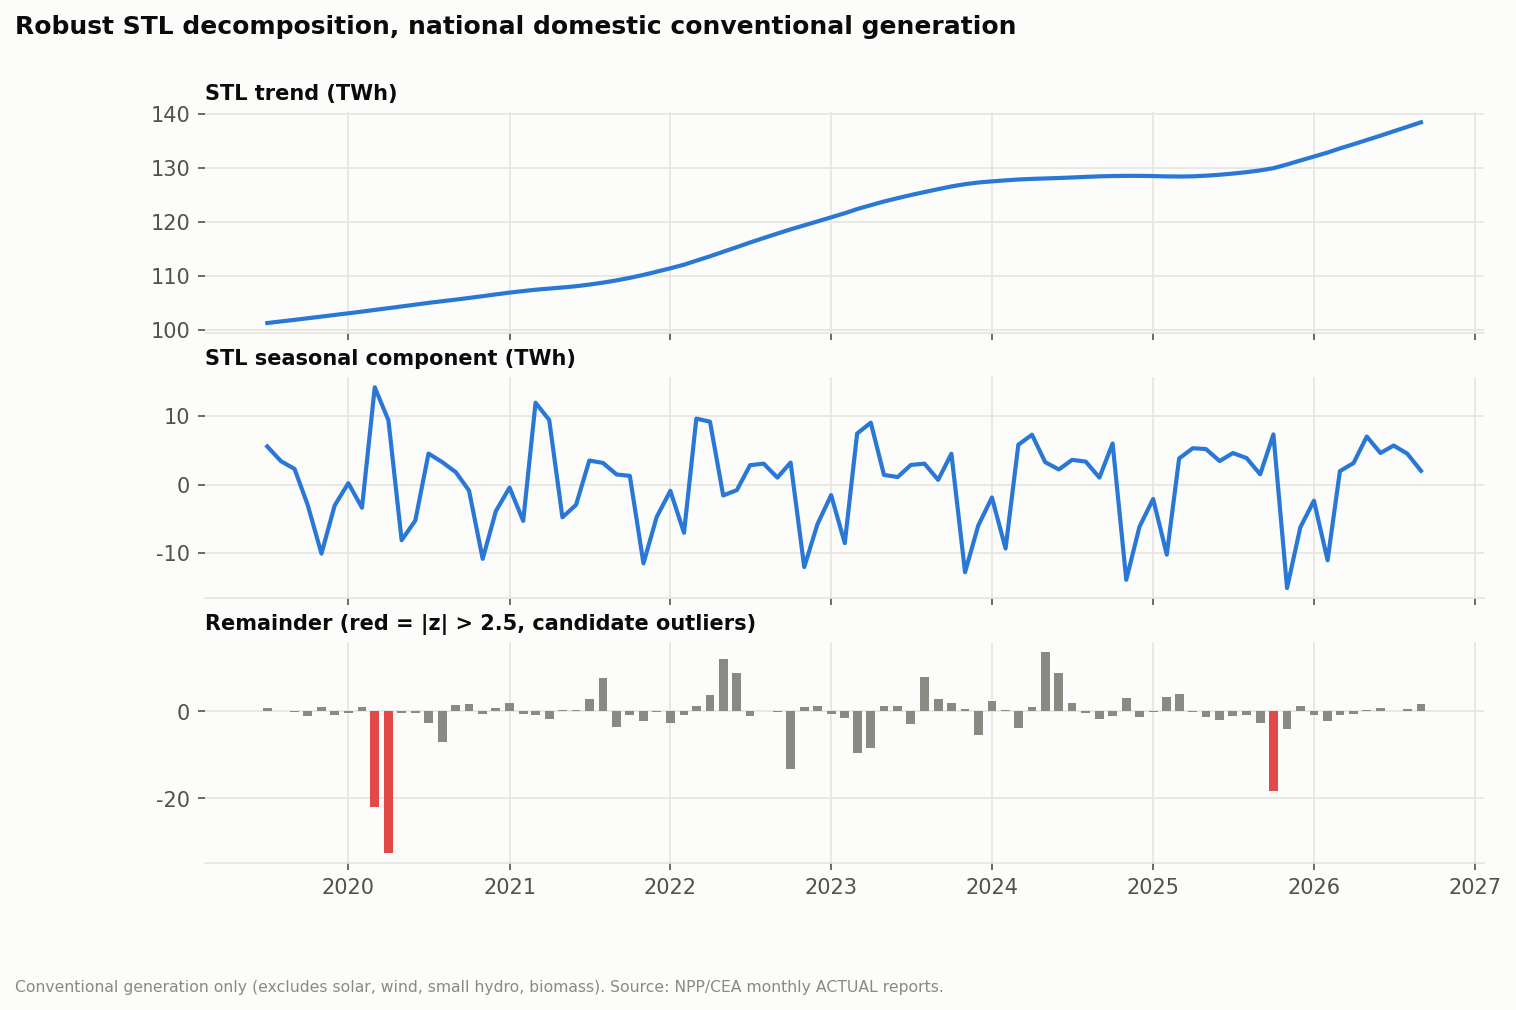 Robust STL decomposition, national domestic conventional generation
STL trend (TWh)
140
130
120
110
100
STL seasonal component (TWh)
10
0
-10
Remainder (red = |z| > 2.5, candidate outliers)
0
-20
2020 2021 2022 2023 2024 2025 2026 2027
Conventional generation only (excludes solar, wind, small hydro, biomass). Source: NPP/CEA monthly ACTUAL reports.